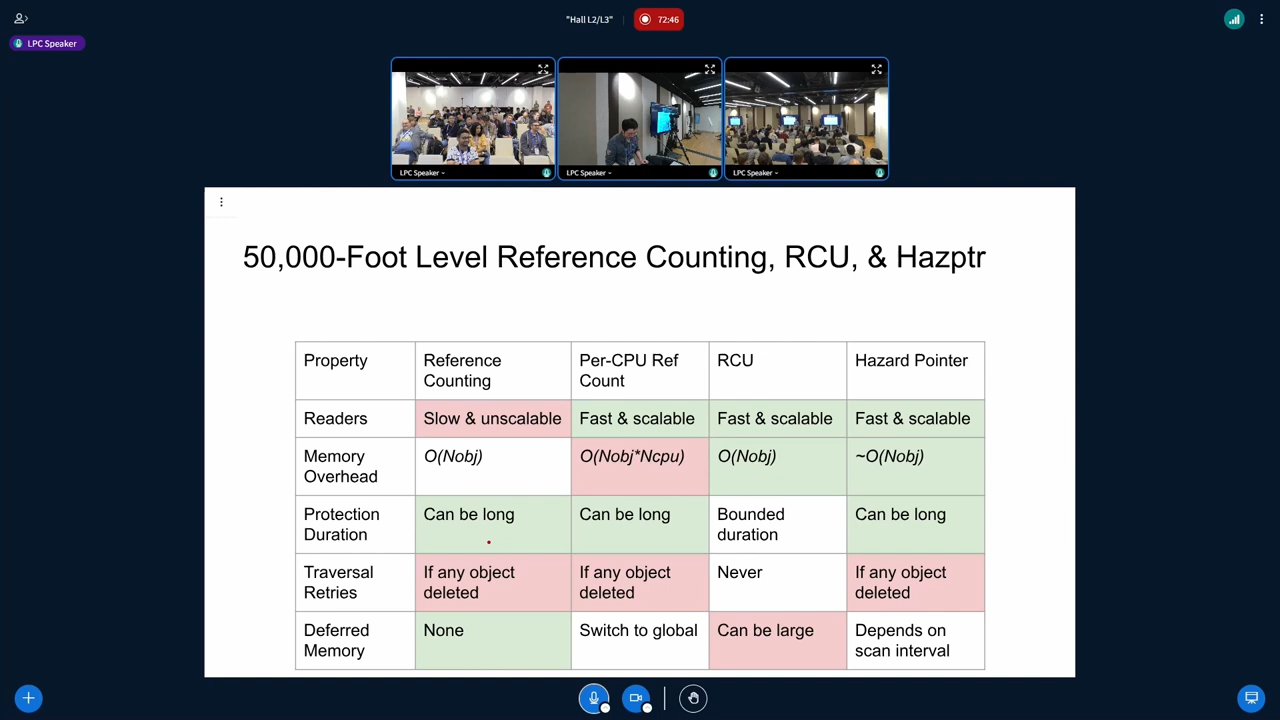 "Hall L2/L3"
72:46
LPC Speaker
LPC Speaker
LPC Speaker
LPC Speaker
50,000-Foot Level Reference Counting, RCU, & Hazptr
Property
Reference
Counting
Per-CPU Ref
Count
RCU
Hazard Pointer
Readers
Slow & unscalable
Fast & scalable
Fast & scalable
Fast & scalable
Memory
Overhead
O(Nobj)
O(Nobj*Ncpu)
O(Nobj)
~O(Nobj)
Protection
Duration
Can be long
Can be long
Bounded
duration
Can be long
Traversal
Retries
If any object
deleted
If any object
deleted
Never
If any object
deleted
Deferred
Memory
None
Switch to global
Can be large
Depends on
scan interval